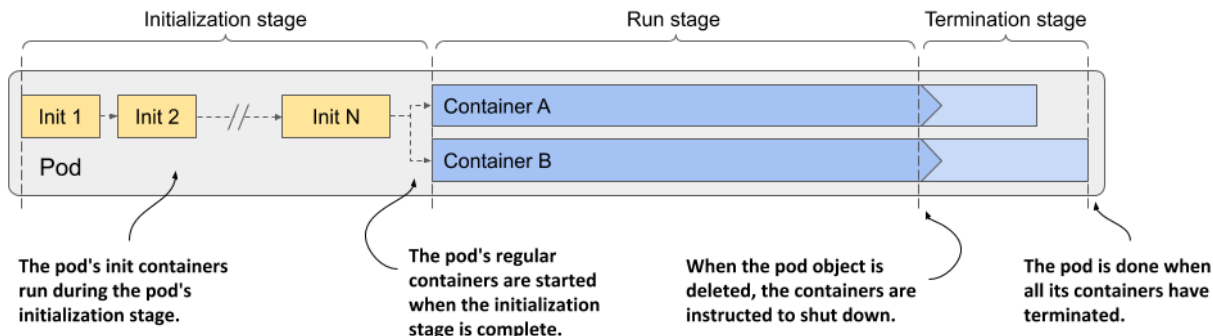 Initialization stage
Run stage
Termination stage
Init 1
Init 2
Init N
Container A
Container B
Pod
The pod's init containers
run during the pod's
initialization stage.
The pod's regular
containers are started
when the initialization
stage is complete.
When the pod object is
deleted, the containers are
instructed to shut down.
The pod is done when
all its containers have
terminated.